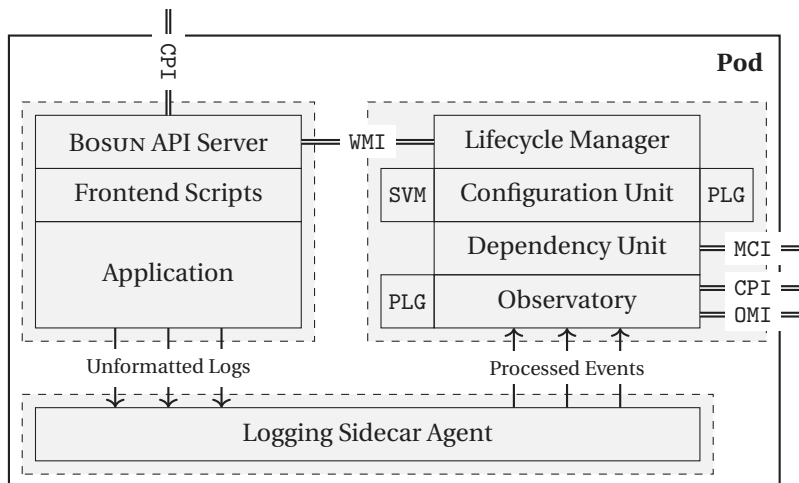 CPI
Pod
BOSUN API Server
WMI
Lifecycle Manager
Frontend Scripts
SVM
Configuration Unit
PLG
Application
Dependency Unit
MCI
PLG
Observatory
CPI
OMI
Unformatted Logs
Processed Events
Logging Sidecar Agent